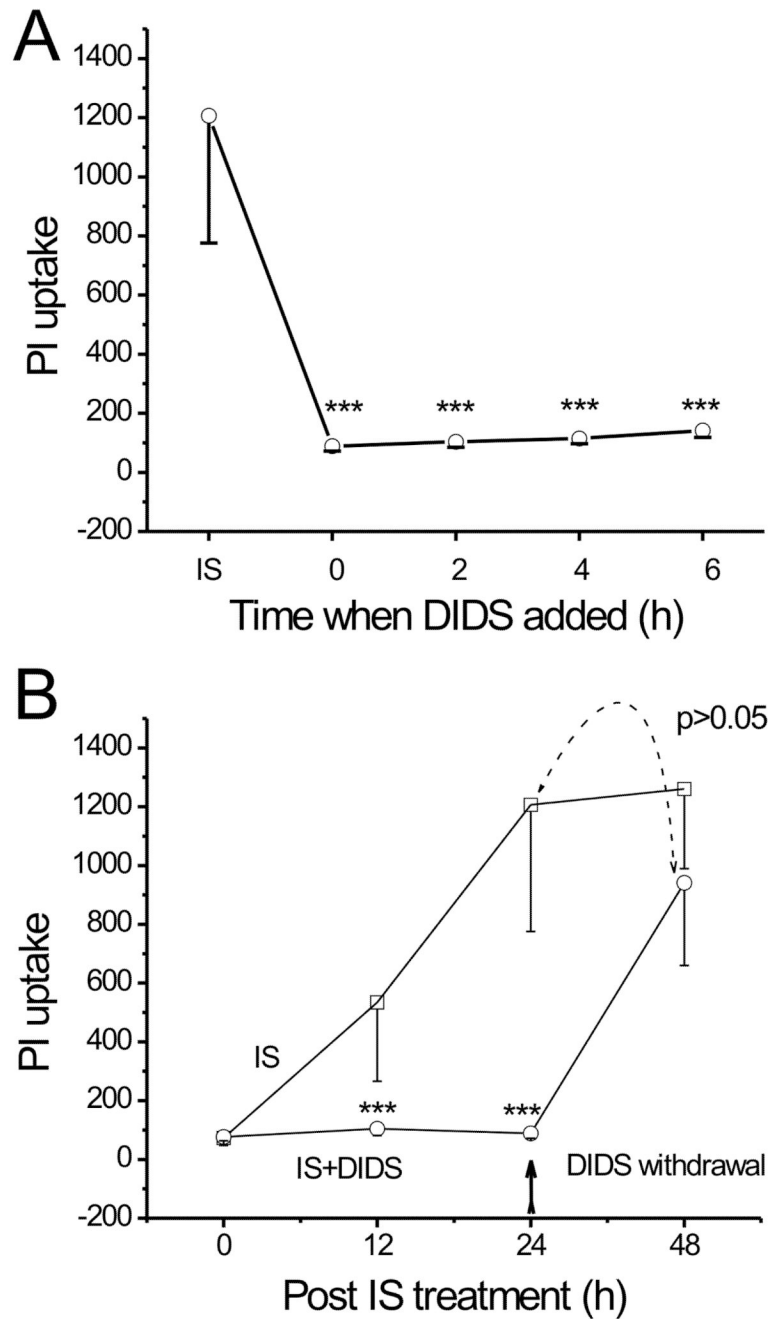 A
1400
1200
1000
800
600
400
200
0
-200
PI uptake
*** *** *** ***
IS 0 2 4 6
Time when DIDS added (h)
B
1400
1200
1000
800
600
400
200
0
-200
PI uptake
p>0.05
IS
*** ***
IS+DIDS
DIDS withdrawal
0 12 24 48
Post IS treatment (h)